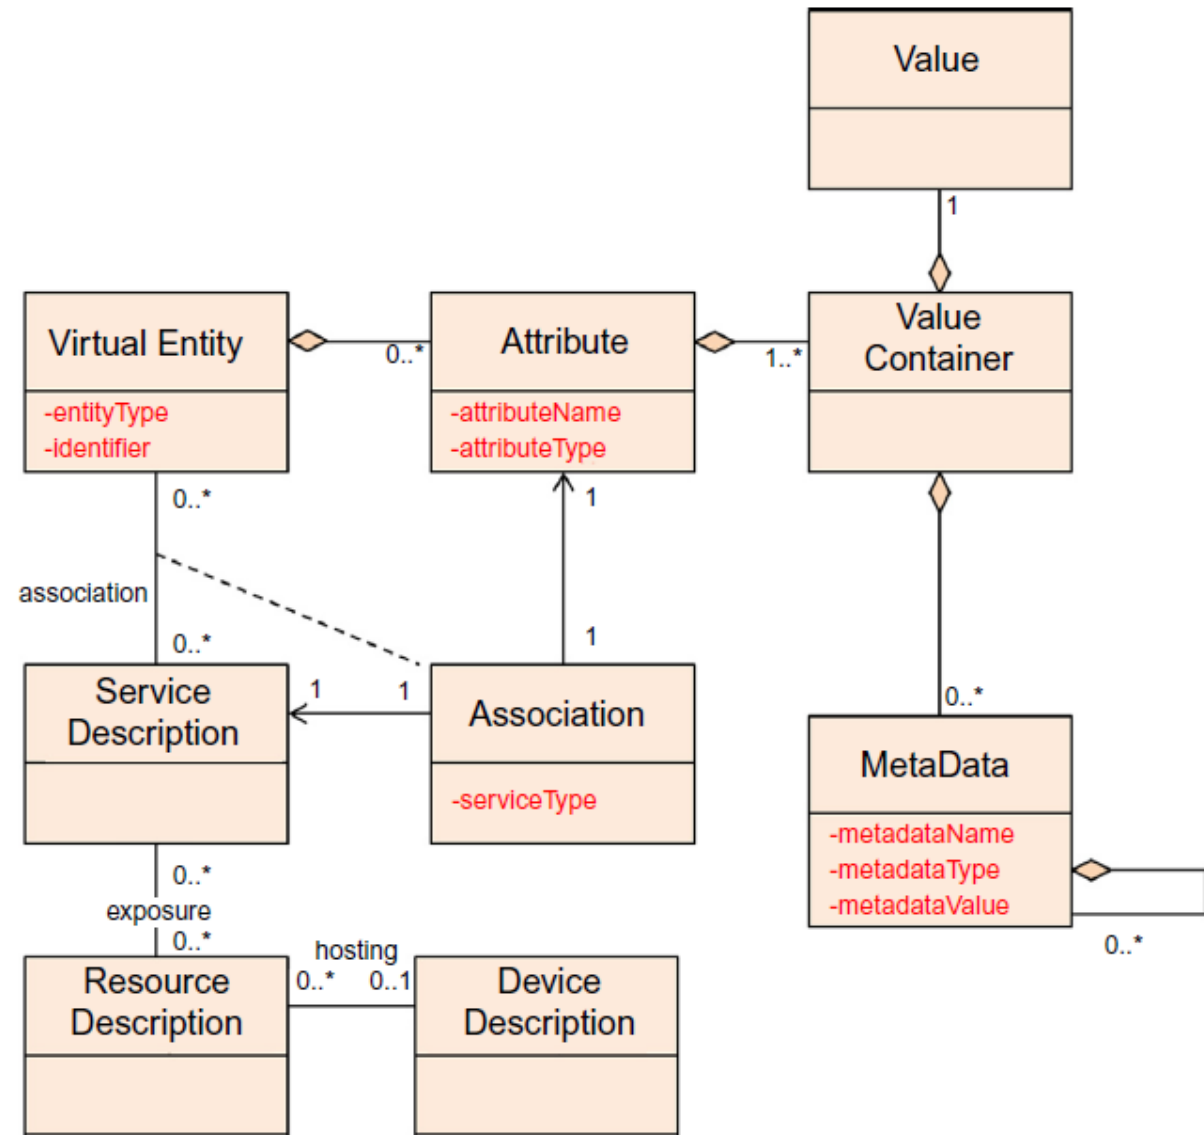 Value
1
Virtual Entity
-entityType
-identifier
0..*
Attribute
-attributeName
-attributeType
1..*
Value
Container
0..*
association
0..*
1
1
Service
Description
1
1
Association
-serviceType
0..*
MetaData
-metadataName
-metadataType
-metadataValue
0..*
0..*
exposure
0..*
hosting
0..*
0..1
Resource
Description
Device
Description